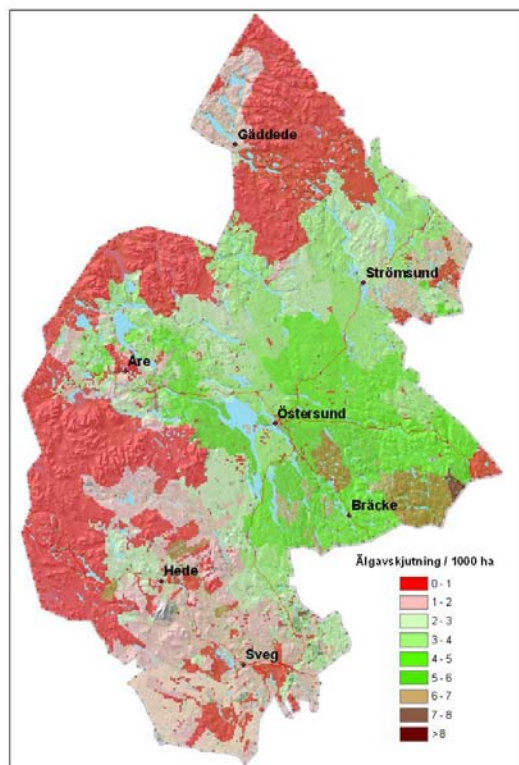 Gäddede
Strömsund
Åre
Östersund
Bräcke
Älgavskjutning / 1000 ha
Hede
0 - 1
1 - 2
2 - 3
3 - 4
Sveg
4 - 5
5 - 6
6 - 7
7 - 8
>8